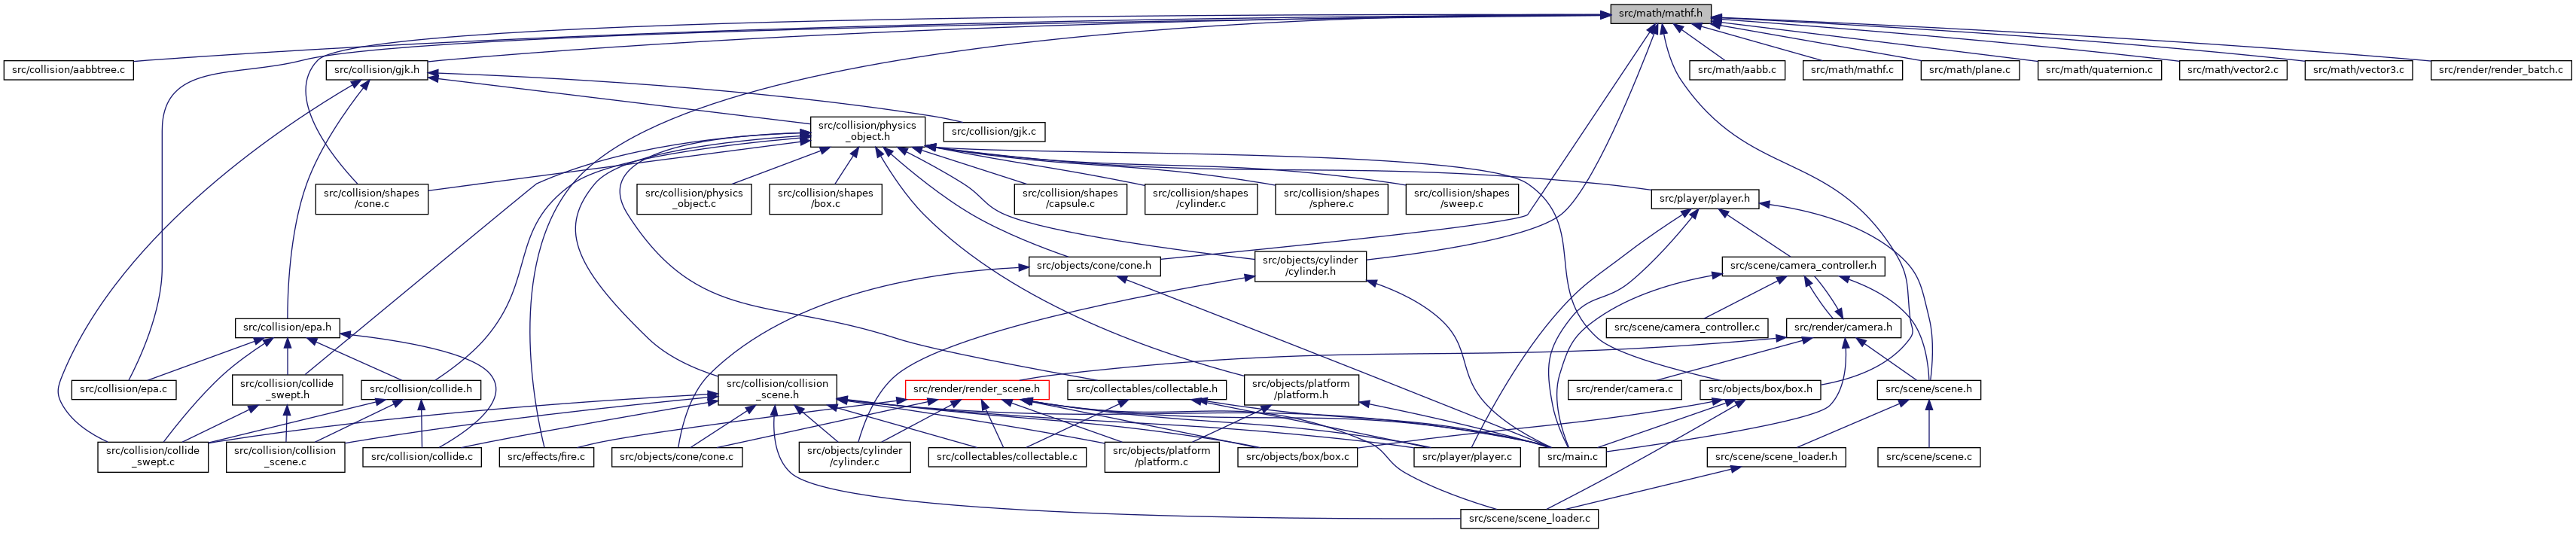 src/math/mathf.h
src/collision/aabbtree.c
src/collision/gjk.h
src/math/aabb.c
src/math/mathf.c
src/math/plane.c
src/math/quaternion.c
src/math/vector2.c
src/math/vector3.c
src/render/render_batch.c
src/collision/physics
_object.h
src/collision/gjk.c
src/collision/shapes
/cone.c
src/collision/physics
_object.c
src/collision/shapes
/box.c
src/collision/shapes
/capsule.c
src/collision/shapes
/cylinder.c
src/collision/shapes
/sphere.c
src/collision/shapes
/sweep.c
src/player/player.h
src/objects/cone/cone.h
src/objects/cylinder
/cylinder.h
src/scene/camera_controller.h
src/collision/epa.h
src/scene/camera_controller.c
src/render/camera.h
src/collision/epa.c
src/collision/collide
_swept.h
src/collision/collide.h
src/collision/collision
_scene.h
src/render/render_scene.h
src/collectables/collectable.h
src/objects/platform
/platform.h
src/render/camera.c
src/objects/box/box.h
src/scene/scene.h
src/collision/collide
_swept.c
src/collision/collision
_scene.c
src/collision/collide.c
src/effects/fire.c
src/objects/cone/cone.c
src/objects/cylinder
/cylinder.c
src/collectables/collectable.c
src/objects/platform
/platform.c
src/objects/box/box.c
src/player/player.c
src/main.c
src/scene/scene_loader.h
src/scene/scene.c
src/scene/scene_loader.c